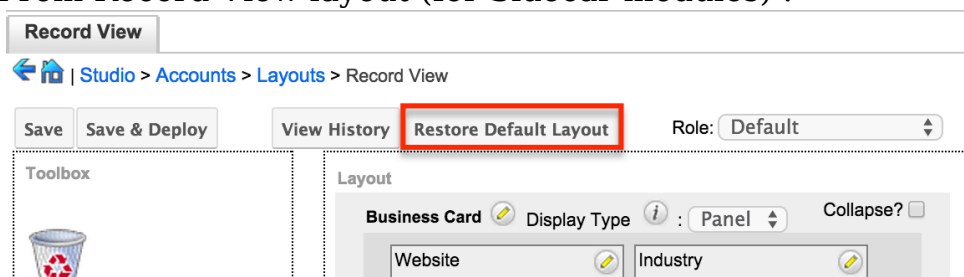 From Record View layout (for Sidecar modules) :
Record View
| Studio > Accounts > Layouts > Record View
Save Save & Deploy View History Restore Default Layout Role: Default
Toolbox
Layout
Business Card Display Type i : Panel Collapse?
Website Industry